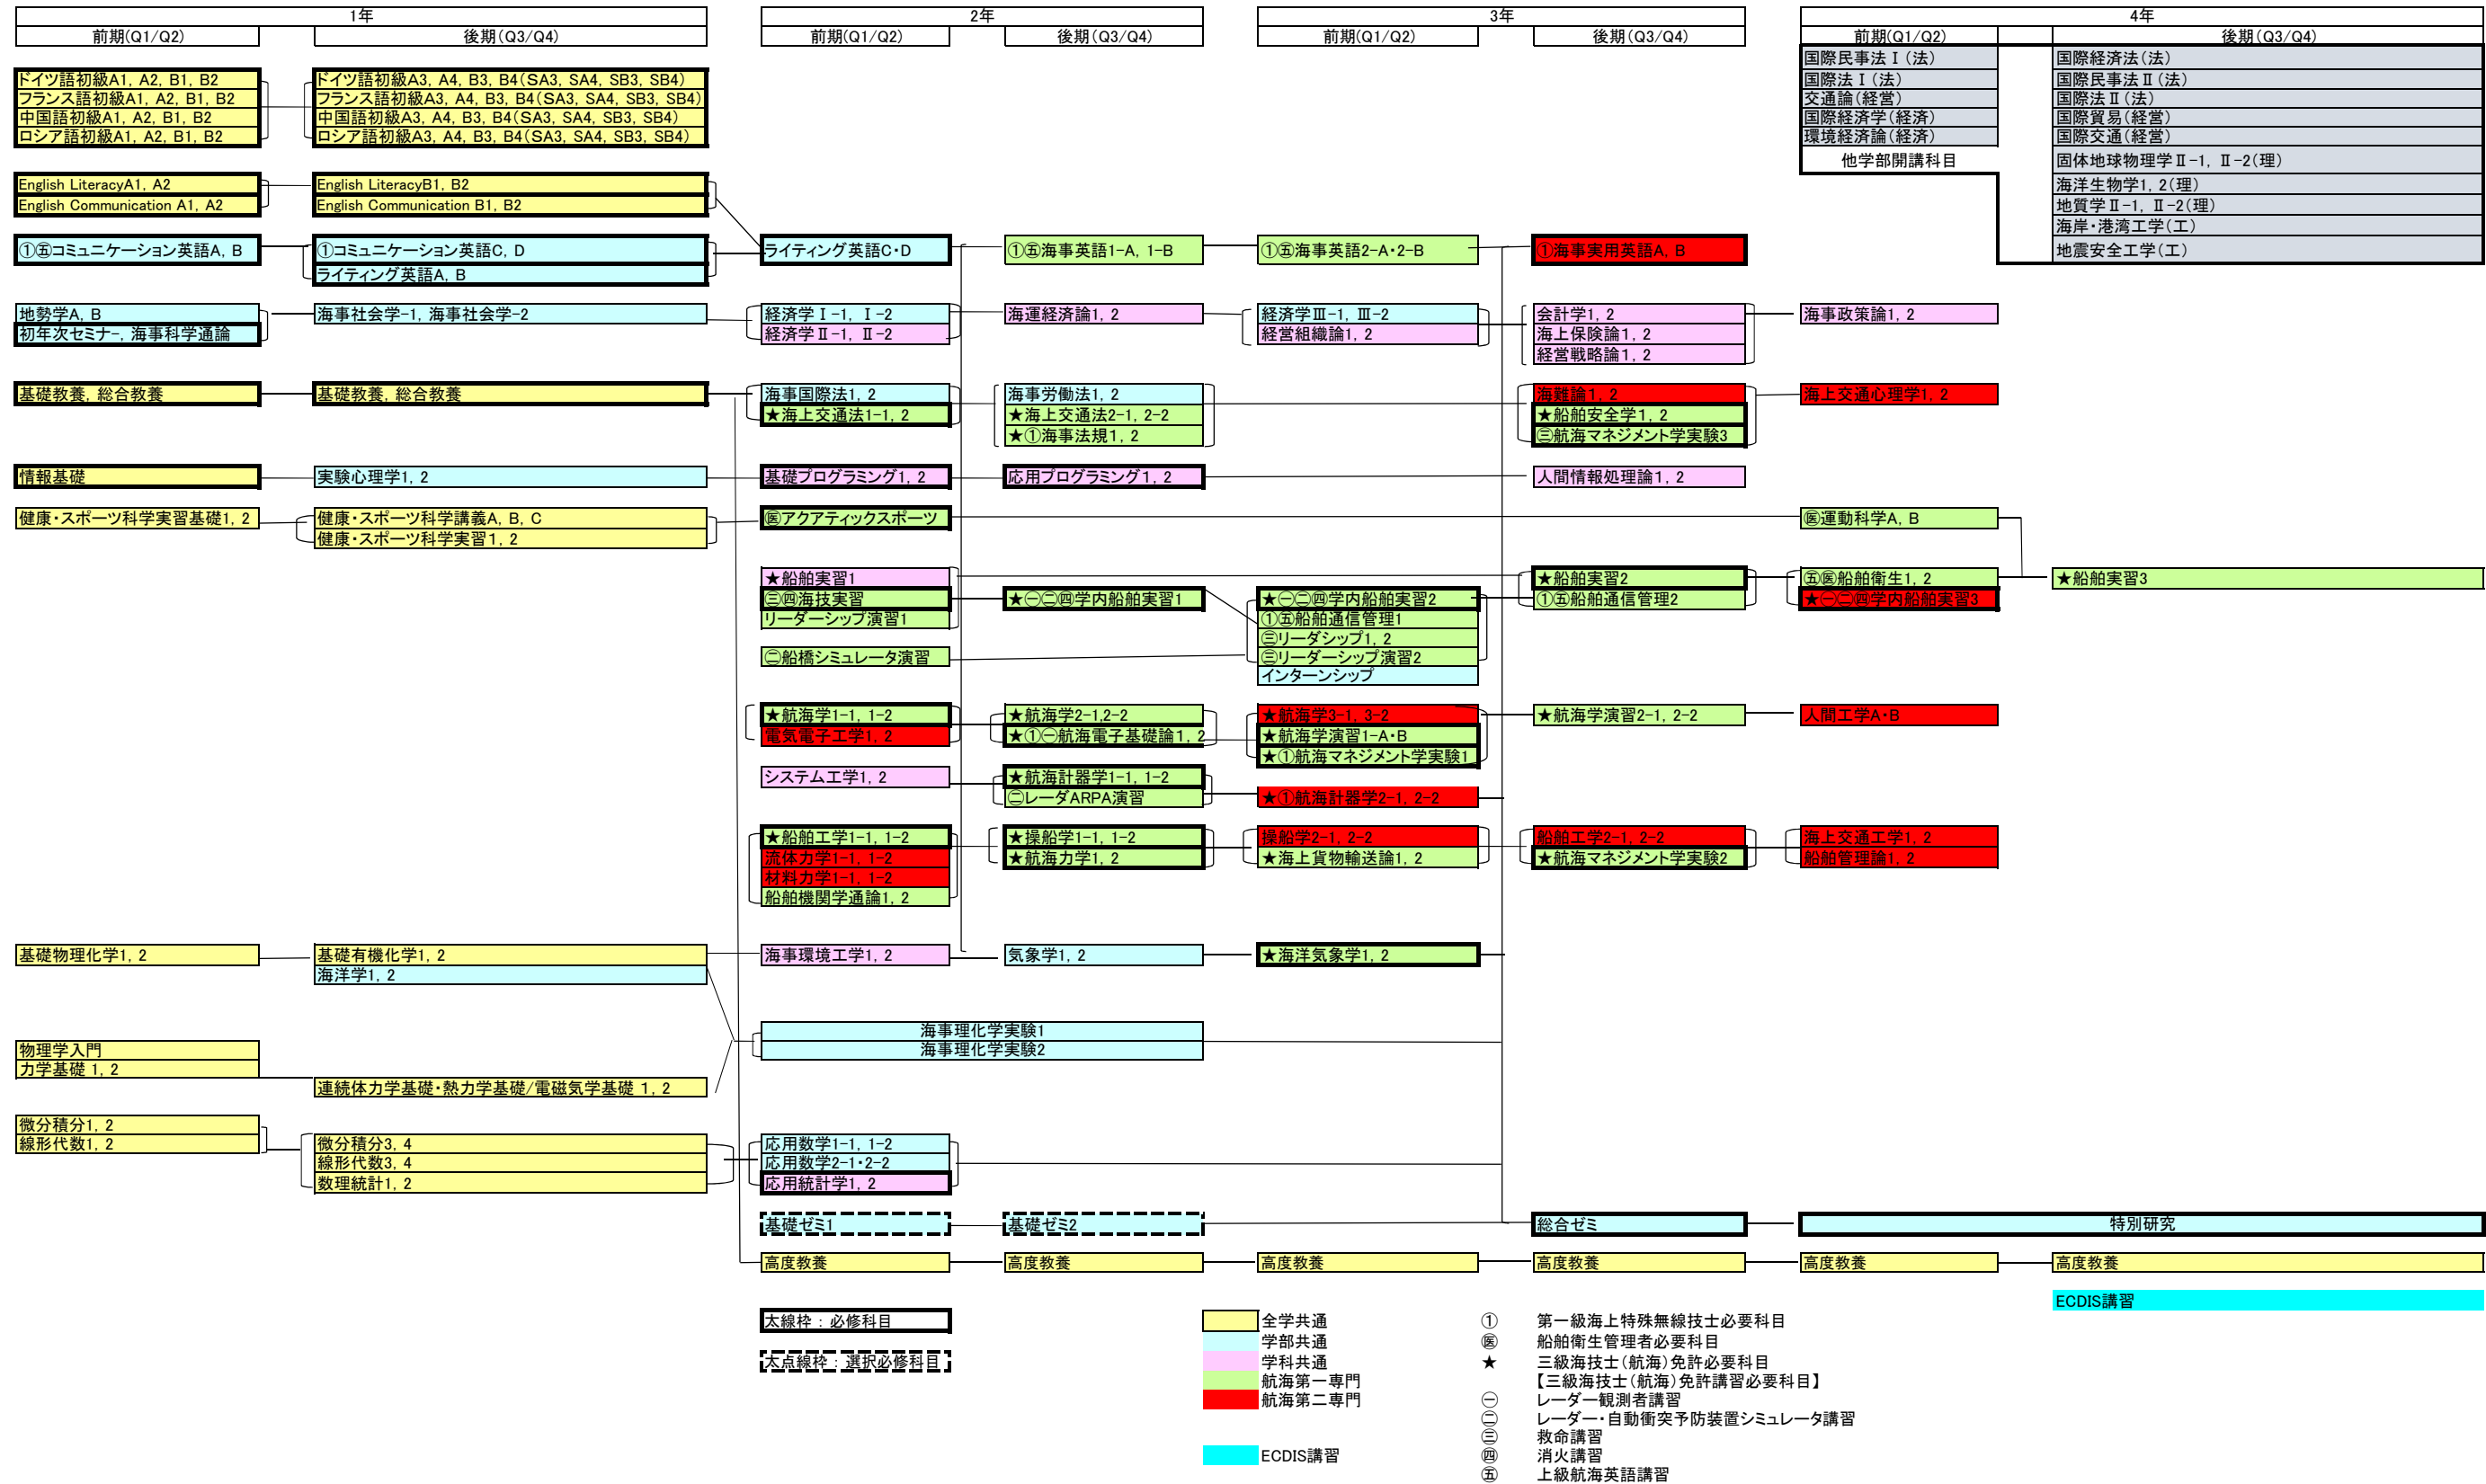 1年
2年
3年
4年
前期(Q1/Q2)
後期(Q3/Q4)
前期(Q1/Q2)
後期(Q3/Q4)
前期(Q1/Q2)
後期(Q3/Q4)
前期(Q1/Q2)
後期(Q3/Q4)
国際民事法Ⅰ(法)
国際経済法(法)
国際法Ⅰ(法)
国際民事法Ⅱ(法)
交通論(経営)
国際法Ⅱ(法)
国際経済学(経済)
国際貿易(経営)
環境経済論(経済)
国際交通(経営)
他学部開講科目
固体地球物理学Ⅱ-1, Ⅱ-2(理)
海洋生物学1, 2(理)
地質学Ⅱ-1, Ⅱ-2(理)
海岸・港湾工学(工)
地震安全工学(工)
ドイツ語初級A1, A2, B1, B2
ドイツ語初級A3, A4, B3, B4(SA3, SA4, SB3, SB4)
フランス語初級A1, A2, B1, B2
フランス語初級A3, A4, B3, B4(SA3, SA4, SB3, SB4)
中国語初級A1, A2, B1, B2
中国語初級A3, A4, B3, B4(SA3, SA4, SB3, SB4)
ロシア語初級A1, A2, B1, B2
ロシア語初級A3, A4, B3, B4(SA3, SA4, SB3, SB4)
English LiteracyA1, A2
English LiteracyB1, B2
English Communication A1, A2
English Communication B1, B2
①㊄コミュニケーション英語A, B
①コミュニケーション英語C, D
ライティング英語C・D
①㊄海事英語1-A, 1-B
①㊄海事英語2-A・2-B
①海事実用英語A, B
ライティング英語A, B
地勢学A, B
海事社会学-1, 海事社会学-2
経済学Ⅰ-1, Ⅰ-2
海運経済論1, 2
経済学Ⅲ-1, Ⅲ-2
会計学1, 2
海事政策論1, 2
初年次セミナ-, 海事科学通論
経済学Ⅱ-1, Ⅱ-2
経営組織論1, 2
海上保険論1, 2
経営戦略論1, 2
基礎教養, 総合教養
基礎教養, 総合教養
海事国際法1, 2
海事労働法1, 2
海難論1, 2
海上交通心理学1, 2
★海上交通法1-1, 2
★海上交通法2-1, 2-2
★船舶安全学1, 2
★①海事法規1, 2
㊂航海マネジメント学実験3
情報基礎
実験心理学1, 2
基礎プログラミング1, 2
応用プログラミング1, 2
人間情報処理論1, 2
健康・スポーツ科学実習基礎1, 2
健康・スポーツ科学講義A, B, C
㊩アクアティックスポーツ
㊩運動科学A, B
健康・スポーツ科学実習1, 2
★船舶実習1
★船舶実習2
㊄㊩船舶衛生1, 2
★船舶実習3
㊂㊃海技実習
★㊀㊁㊃学内船舶実習1
★㊀㊁㊃学内船舶実習2
①㊄船舶通信管理2
★㊀㊁㊃学内船舶実習3
リーダーシップ演習1
①㊄船舶通信管理1
㊂リーダシップ1, 2
㊁船橋シミュレータ演習
㊂リーダーシップ演習2
インターンシップ
★航海学1-1, 1-2
★航海学2-1,2-2
★航海学3-1, 3-2
★航海学演習2-1, 2-2
人間工学A・B
電気電子工学1, 2
★①㊀航海電子基礎論1, 2
★航海学演習1-A・B
★①航海マネジメント学実験1
システム工学1, 2
★航海計器学1-1, 1-2
㊁レーダARPA演習
★①航海計器学2-1, 2-2
★船舶工学1-1, 1-2
★操船学1-1, 1-2
操船学2-1, 2-2
船舶工学2-1, 2-2
海上交通工学1, 2
流体力学1-1, 1-2
★航海力学1, 2
★海上貨物輸送論1, 2
★航海マネジメント学実験2
船舶管理論1, 2
材料力学1-1, 1-2
船舶機関学通論1, 2
基礎物理化学1, 2
基礎有機化学1, 2
海事環境工学1, 2
気象学1, 2
★海洋気象学1, 2
海洋学1, 2
海事理化学実験1
海事理化学実験2
物理学入門
力学基礎 1, 2
連続体力学基礎・熱力学基礎/電磁気学基礎 1, 2
微分積分1, 2
線形代数1, 2
微分積分3, 4
応用数学1-1, 1-2
線形代数3, 4
応用数学2-1・2-2
数理統計1, 2
応用統計学1, 2
基礎ゼミ1
基礎ゼミ2
総合ゼミ
特別研究
高度教養
高度教養
高度教養
高度教養
高度教養
高度教養
ECDIS講習
太線枠 : 必修科目
太点線枠 : 選択必修科目
全学共通
学部共通
学科共通
航海第一専門
航海第二専門
ECDIS講習
① 第一級海上特殊無線技士必要科目
㊩ 船舶衛生管理者必要科目
★ 三級海技士(航海)免許必要科目
【三級海技士(航海)免許講習必要科目】
㊀ レーダー観測者講習
㊁ レーダー・自動衝突予防装置シミュレータ講習
㊂ 救命講習
㊃ 消火講習
㊄ 上級航海英語講習